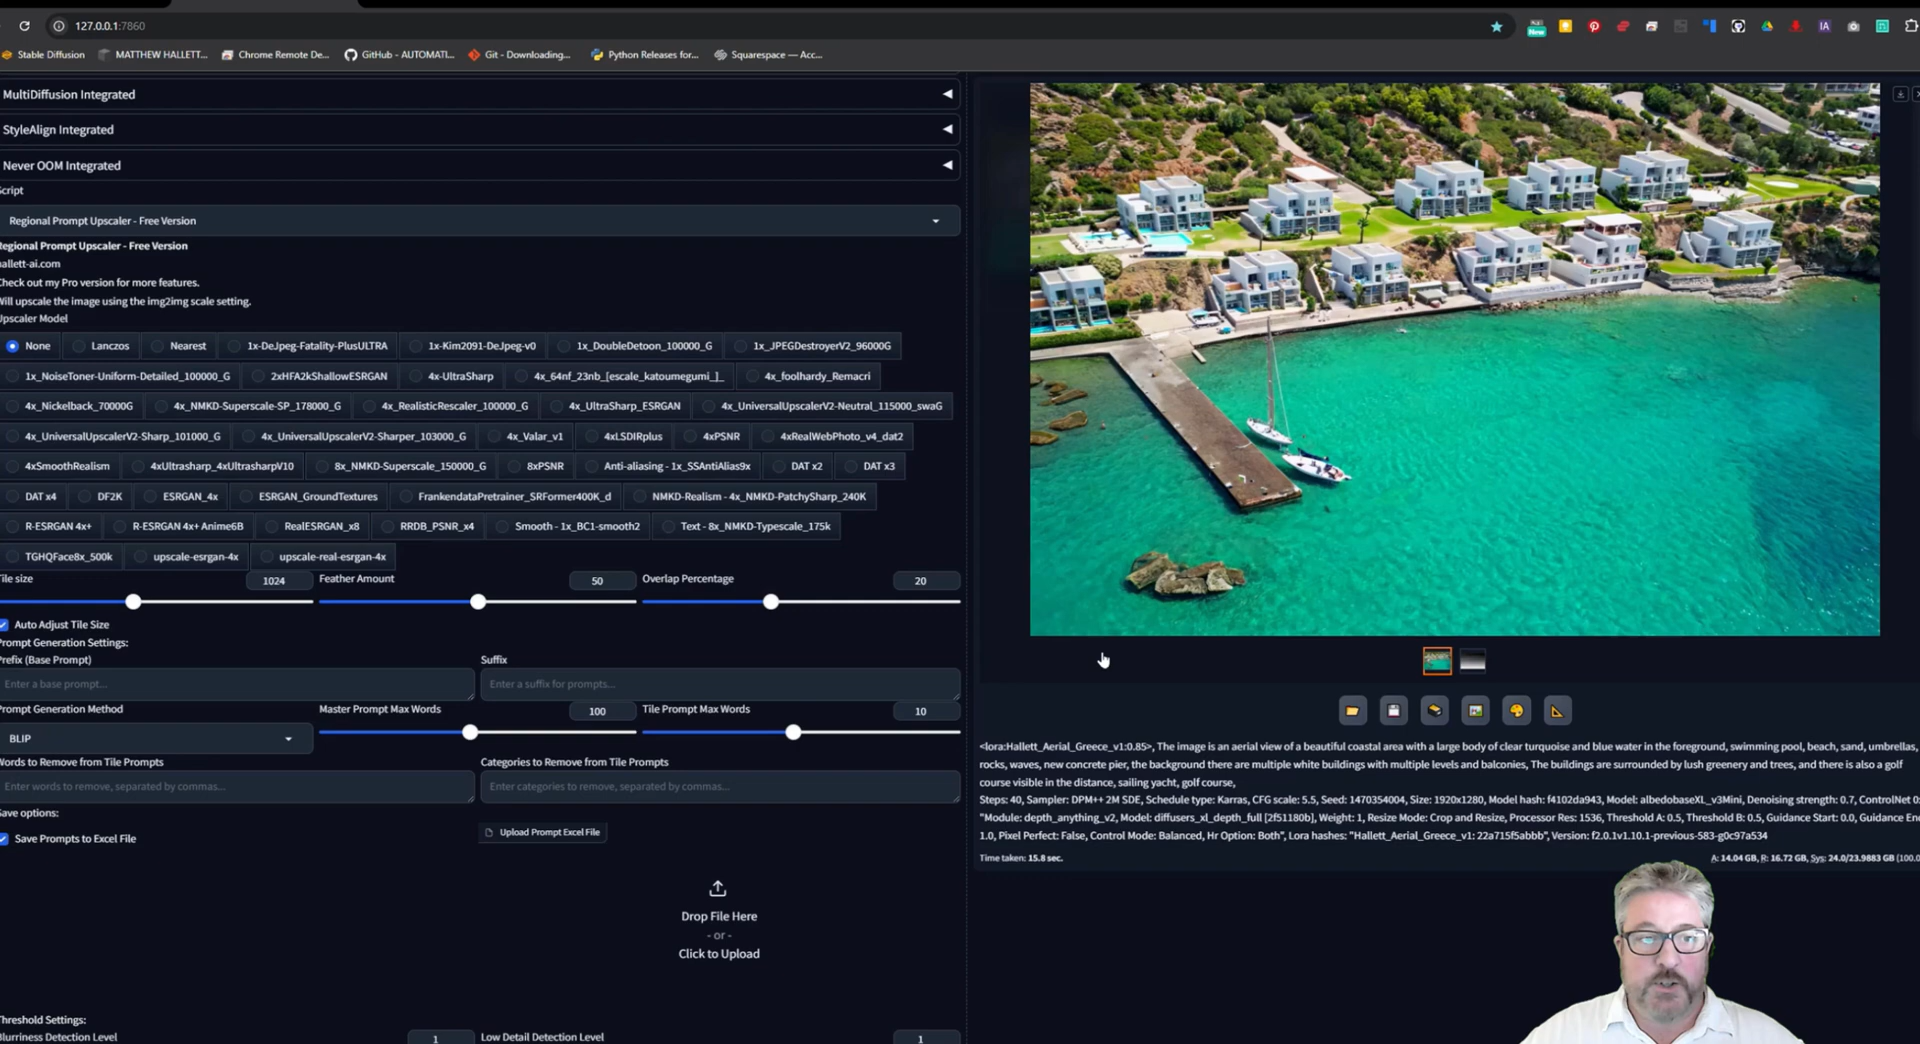 127.0.0.1:7860
Stable Diffusion MATTHEW HALLETT... Chrome Remote De... GitHub - AUTOMATI... Git - Downloading... Python Releases for... Squarespace — Acc...
New
IA
MultiDiffusion Integrated
StyleAlign Integrated
Never OOM Integrated
Script
Regional Prompt Upscaler - Free Version
Regional Prompt Upscaler - Free Version
hallett-ai.com
Check out my Pro version for more features.
Will upscale the image using the img2img scale setting.
Upscaler Model
None Lanczos Nearest 1x-DeJpeg-Fatality-PlusULTRA 1x-Kim2091-DeJpeg-v0 1x_DoubleDetoon_100000_G 1x_JPEGDestroyerV2_96000G
1x_NoiseToner-Uniform-Detailed_100000_G 2xHFA2kShallowESRGAN 4x-UltraSharp 4x_64nf_23nb_[escale_katoumegumi_]_ 4x_foolhardy_Remacri
4x_Nickelback_70000G 4x_NMKD-Superscale-SP_178000_G 4x_RealisticRescaler_100000_G 4x_UltraSharp_ESRGAN 4x_UniversalUpscalerV2-Neutral_115000_swaG
4x_UniversalUpscalerV2-Sharp_101000_G 4x_UniversalUpscalerV2-Sharper_103000_G 4x_Valar_v1 4xLSDIRplus 4xPSNR 4xRealWebPhoto_v4_dat2
4xSmoothRealism 4xUltrasharp_4xUltrasharpV10 8x_NMKD-Superscale_150000_G 8xPSNR Anti-aliasing - 1x_SSAntiAlias9x DAT x2 DAT x3
DAT x4 DF2K ESRGAN_4x ESRGAN_GroundTextures FrankendataPretrainer_SRFormer400K_d NMKD-Realism - 4x_NMKD-PatchySharp_240K
R-ESRGAN 4x+ R-ESRGAN 4x+ Anime6B RealESRGAN_x8 RRDB_PSNR_x4 Smooth - 1x_BC1-smooth2 Text - 8x_NMKD-Typescale_175k
TGHQFace8x_500k upscale-esrgan-4x upscale-real-esrgan-4x
Tile size 1024 Feather Amount 50 Overlap Percentage 20
Auto Adjust Tile Size
Prompt Generation Settings:
Prefix (Base Prompt) Suffix
Enter a base prompt... Enter a suffix for prompts...
Prompt Generation Method Master Prompt Max Words 100 Tile Prompt Max Words 10
BLIP
Words to Remove from Tile Prompts Categories to Remove from Tile Prompts
Enter words to remove, separated by commas... Enter categories to remove, separated by commas...
Save options:
Save Prompts to Excel File Upload Prompt Excel File
Drop File Here
- or -
Click to Upload
Threshold Settings:
Blurriness Detection Level 1 Low Detail Detection Level 1
<lora:Hallett_Aerial_Greece_v1:0.85>, The image is an aerial view of a beautiful coastal area with a large body of clear turquoise and blue water in the foreground, swimming pool, beach, sand, umbrellas,
rocks, waves, new concrete pier, the background there are multiple white buildings with multiple levels and balconies, The buildings are surrounded by lush greenery and trees, and there is also a golf
course visible in the distance, sailing yacht, golf course,
Steps: 40, Sampler: DPM++ 2M SDE, Schedule type: Karras, CFG scale: 5.5, Seed: 1470354004, Size: 1920x1280, Model hash: f4102da943, Model: albedobaseXL_v3Mini, Denoising strength: 0.7, ControlNet 0:
"Module: depth_anything_v2, Model: diffusers_xl_depth_full [2f51180b], Weight: 1, Resize Mode: Crop and Resize, Processor Res: 1536, Threshold A: 0.5, Threshold B: 0.5, Guidance Start: 0.0, Guidance End
1.0, Pixel Perfect: False, Control Mode: Balanced, Hr Option: Both", Lora hashes: "Hallett_Aerial_Greece_v1: 22a715f5abbb", Version: f2.0.1v1.10.1-previous-583-g0c97a534
Time taken: 15.8 sec. A: 14.04 GB, R: 16.72 GB, Sys: 24.0/23.9883 GB (100.0